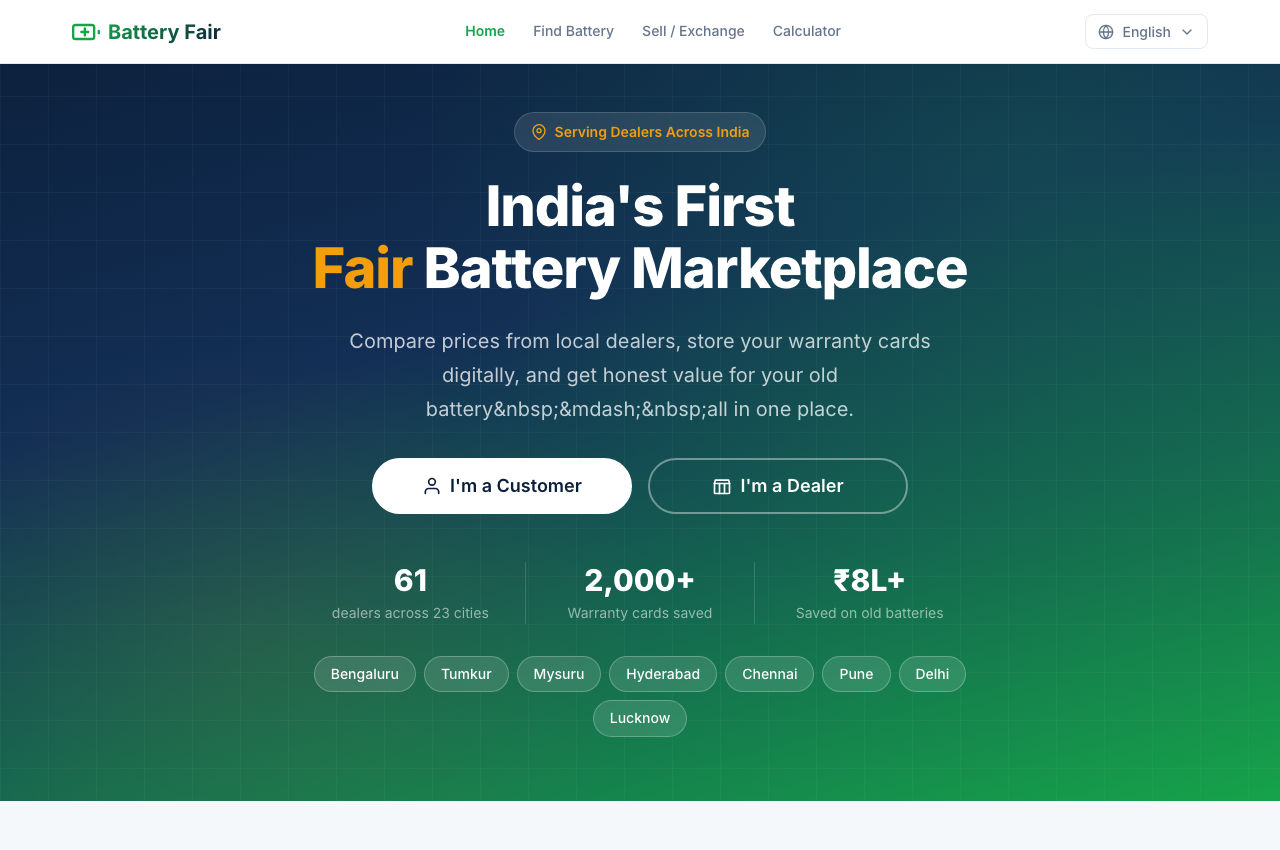 Battery Fair
Home
Find Battery
Sell / Exchange
Calculator
English
Serving Dealers Across India
India's First
Fair Battery Marketplace
Compare prices from local dealers, store your warranty cards
digitally, and get honest value for your old
battery&nbsp;&mdash;&nbsp;all in one place.
I'm a Customer
I'm a Dealer
61
dealers across 23 cities
2,000+
Warranty cards saved
₹8L+
Saved on old batteries
Bengaluru
Tumkur
Mysuru
Hyderabad
Chennai
Pune
Delhi
Lucknow